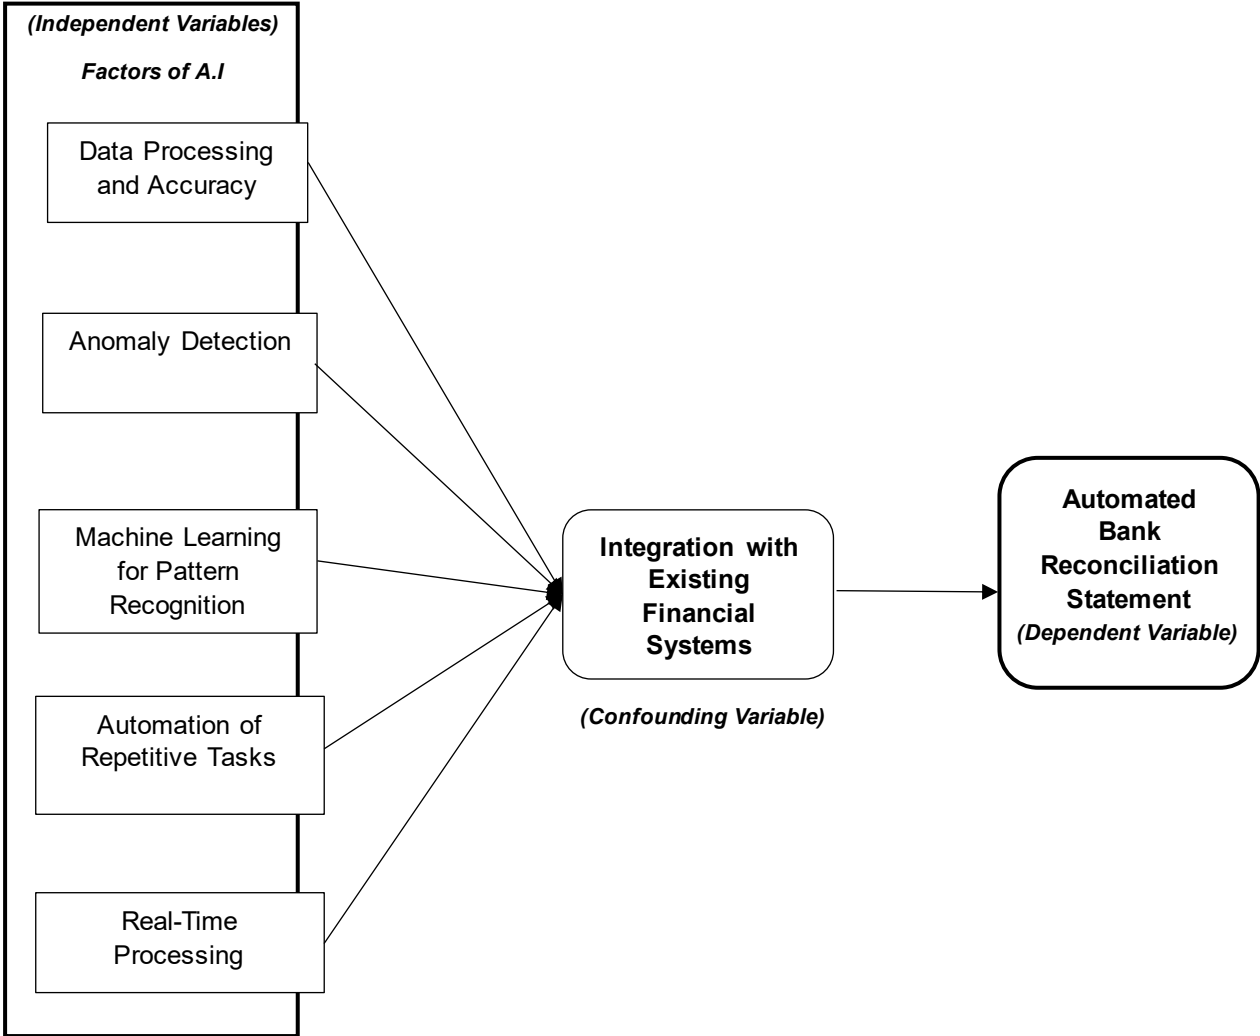 (Independent Variables)
Factors of A.I
Data Processing
and Accuracy
Anomaly Detection
Machine Learning
for Pattern
Recognition
Automation of
Repetitive Tasks
Real-Time
Processing
Integration with
Existing
Financial
Systems
(Confounding Variable)
Automated
Bank
Reconciliation
Statement
(Dependent Variable)